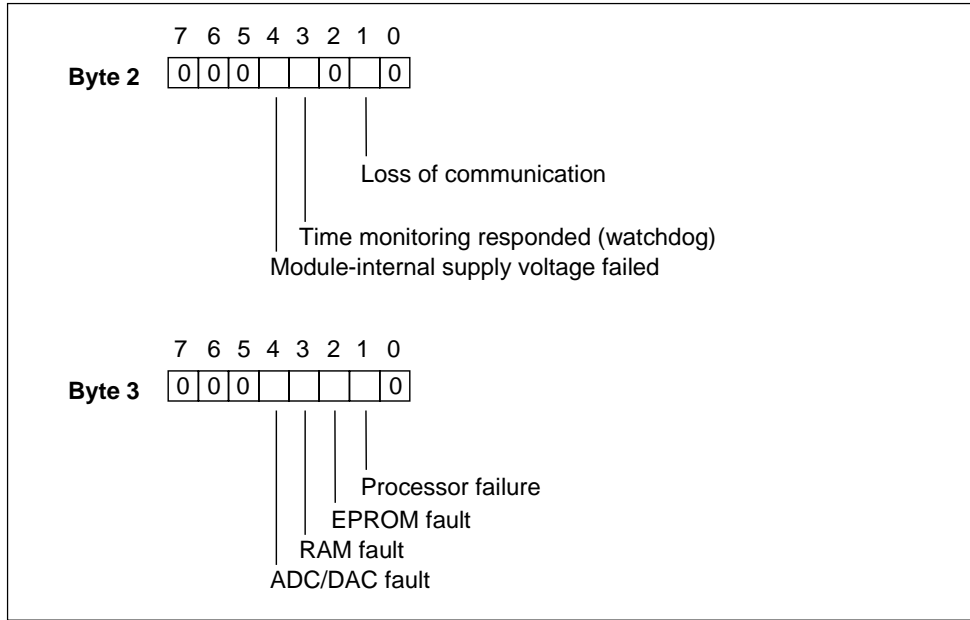 7 6 5 4 3 2 1 0
Byte 2 0 0 0 0 0
Loss of communication
Time monitoring responded (watchdog)
Module-internal supply voltage failed
7 6 5 4 3 2 1 0
Byte 3 0 0 0 0
Processor failure
EPROM fault
RAM fault
ADC/DAC fault